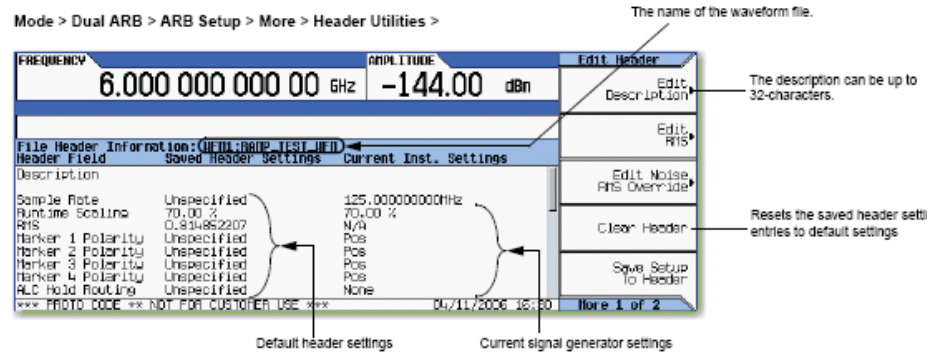 The name of the waveform file.
Mode > Dual ARB > ARB Setup > More > Header Utilities >
FREQUENCY AMPLITUDE Edit Header
6.000 000 000 00 GHz -144.00 dBm
Edit Description
The description can be up to
32-characters.
Edit RMS
File Header Information: WFM1:RAMP_TEST_WFM
Header Field Saved Header Settings Current Inst. Settings
Description
Edit Noise
RMS Override
Sample Rate Unspecified 125.00000000MHz
Runtime Scaling 70.00 % 70.00 %
RMS 0.814852207 N/A
Marker 1 Polarity Unspecified Pos
Marker 2 Polarity Unspecified Pos
Marker 3 Polarity Unspecified Pos
Marker 4 Polarity Unspecified Pos
ALC Hold Routing Unspecified None
Clear Header
Resets the saved header setti
entries to default settings
Save Setup
To Header
*** PROTO CODE ** NOT FOR CUSTOMER USE *** 04/11/2006 16:50 More 1 of 2
Default header settings
Current signal generator settings